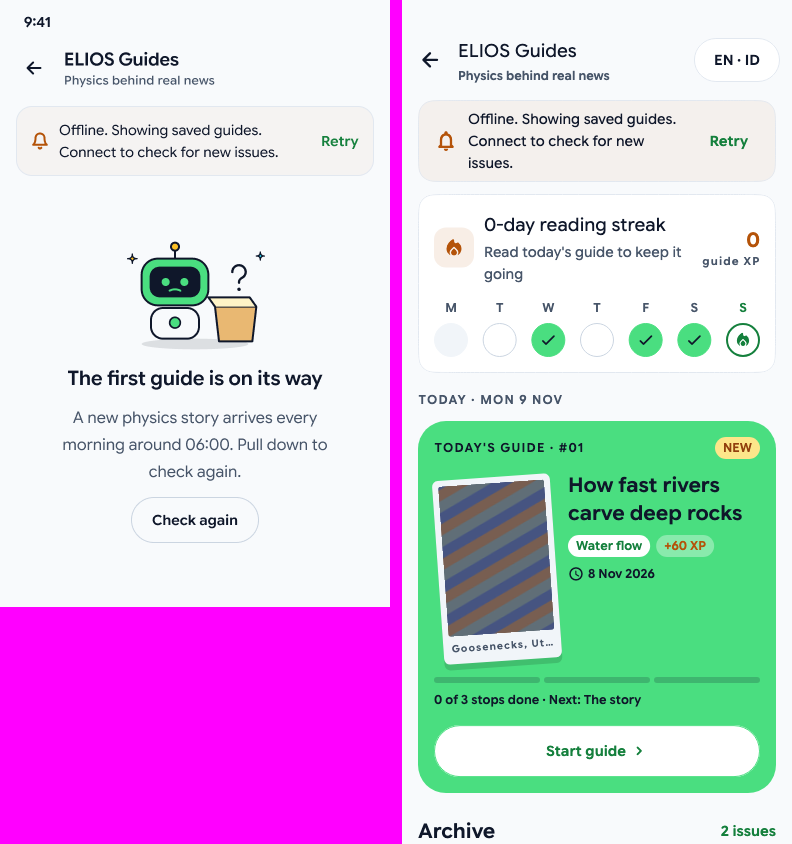 9:41
ELIOS Guides
Physics behind real news
Offline. Showing saved guides.
Connect to check for new issues.
Retry
?
The first guide is on its way
A new physics story arrives every
morning around 06:00. Pull down to
check again.
Check again
ELIOS Guides
Physics behind real news
EN · ID
Offline. Showing saved guides.
Connect to check for new
issues.
Retry
0-day reading streak
Read today's guide to keep it
going
0
guide XP
M T W T F S S
TODAY · MON 9 NOV
TODAY'S GUIDE · #01
NEW
How fast rivers
carve deep rocks
Water flow
+60 XP
8 Nov 2026
Goosenecks, Ut…
0 of 3 stops done · Next: The story
Start guide
Archive
2 issues